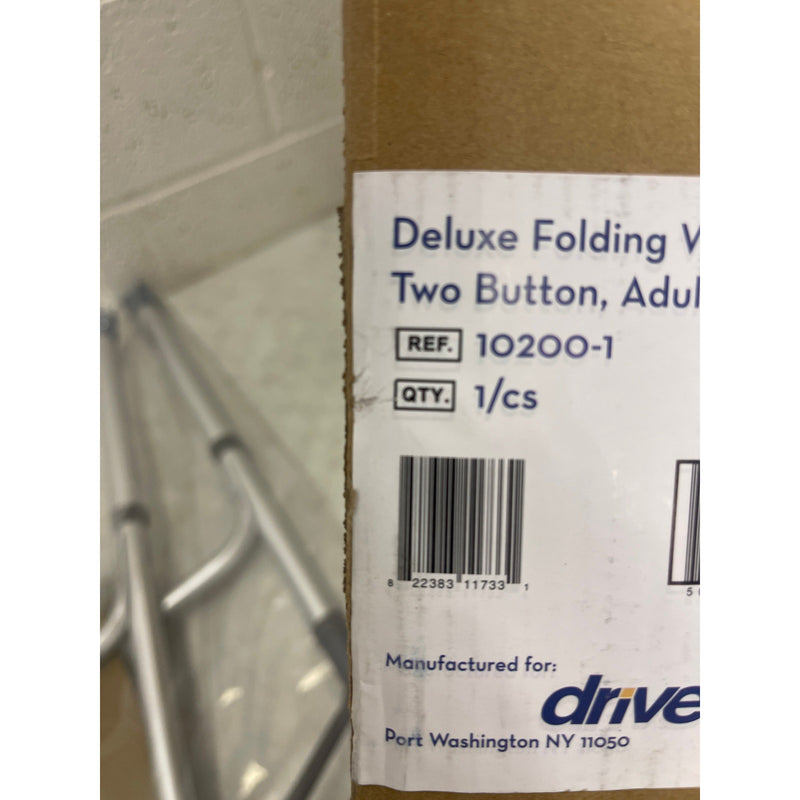 Deluxe Folding
Two Button,
REF. 10200-1
QTY. 1/cs
8 22383 11733 1
Manufactured for:
drive
Port Washington NY 11050